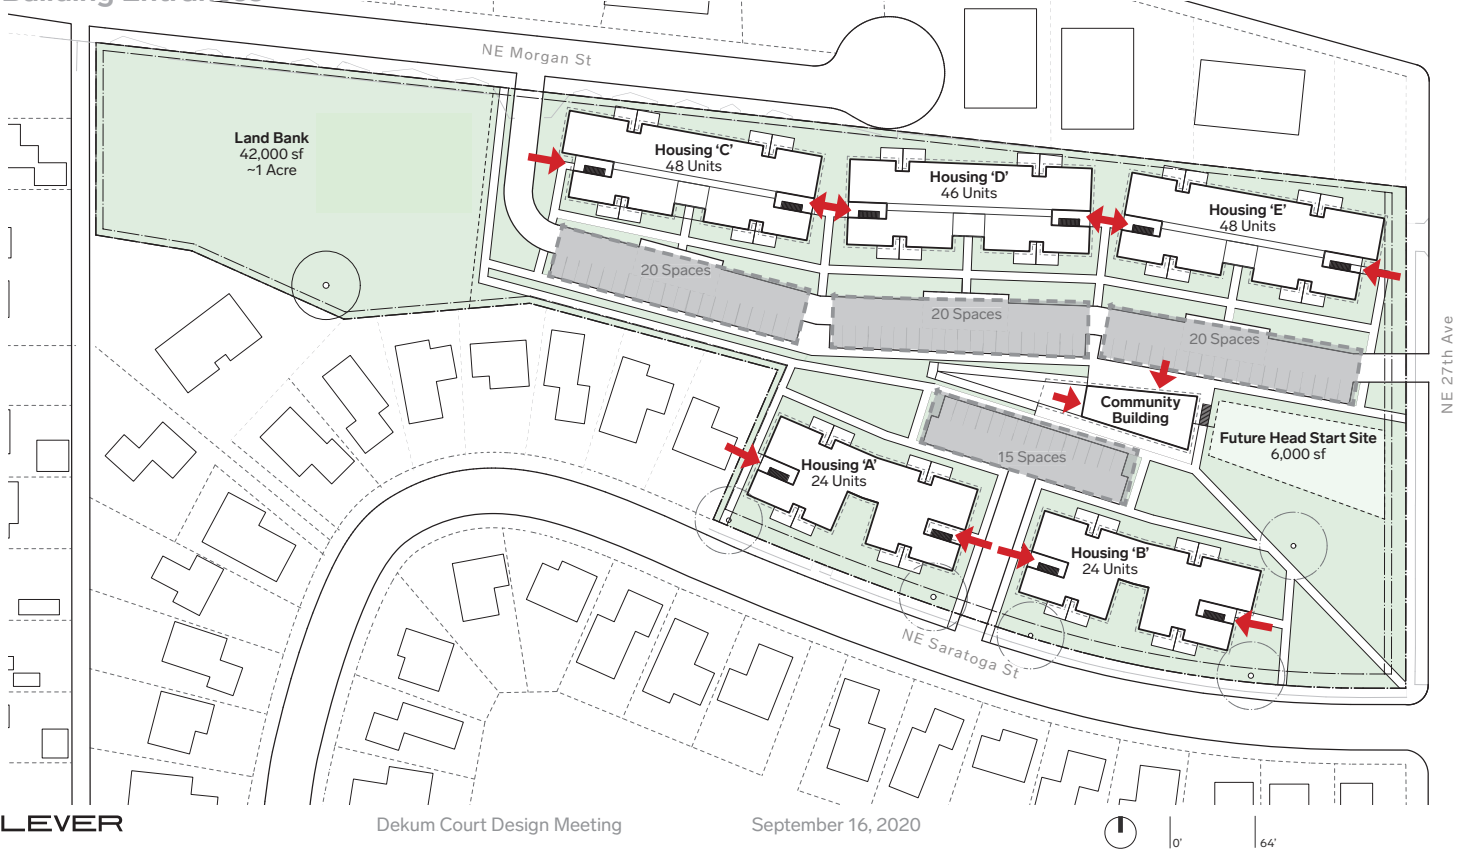 Building Entrances
NE Morgan St
Land Bank
42,000 sf
~1 Acre
Housing ‘C’
48 Units
Housing ‘D’
46 Units
Housing ‘E’
48 Units
20 Spaces
20 Spaces
20 Spaces
NE 27th Ave
Community
Building
Future Head Start Site
6,000 sf
15 Spaces
Housing ‘A’
24 Units
Housing ‘B’
24 Units
NE Saratoga St
LEVER
Dekum Court Design Meeting
September 16, 2020
0’
64’